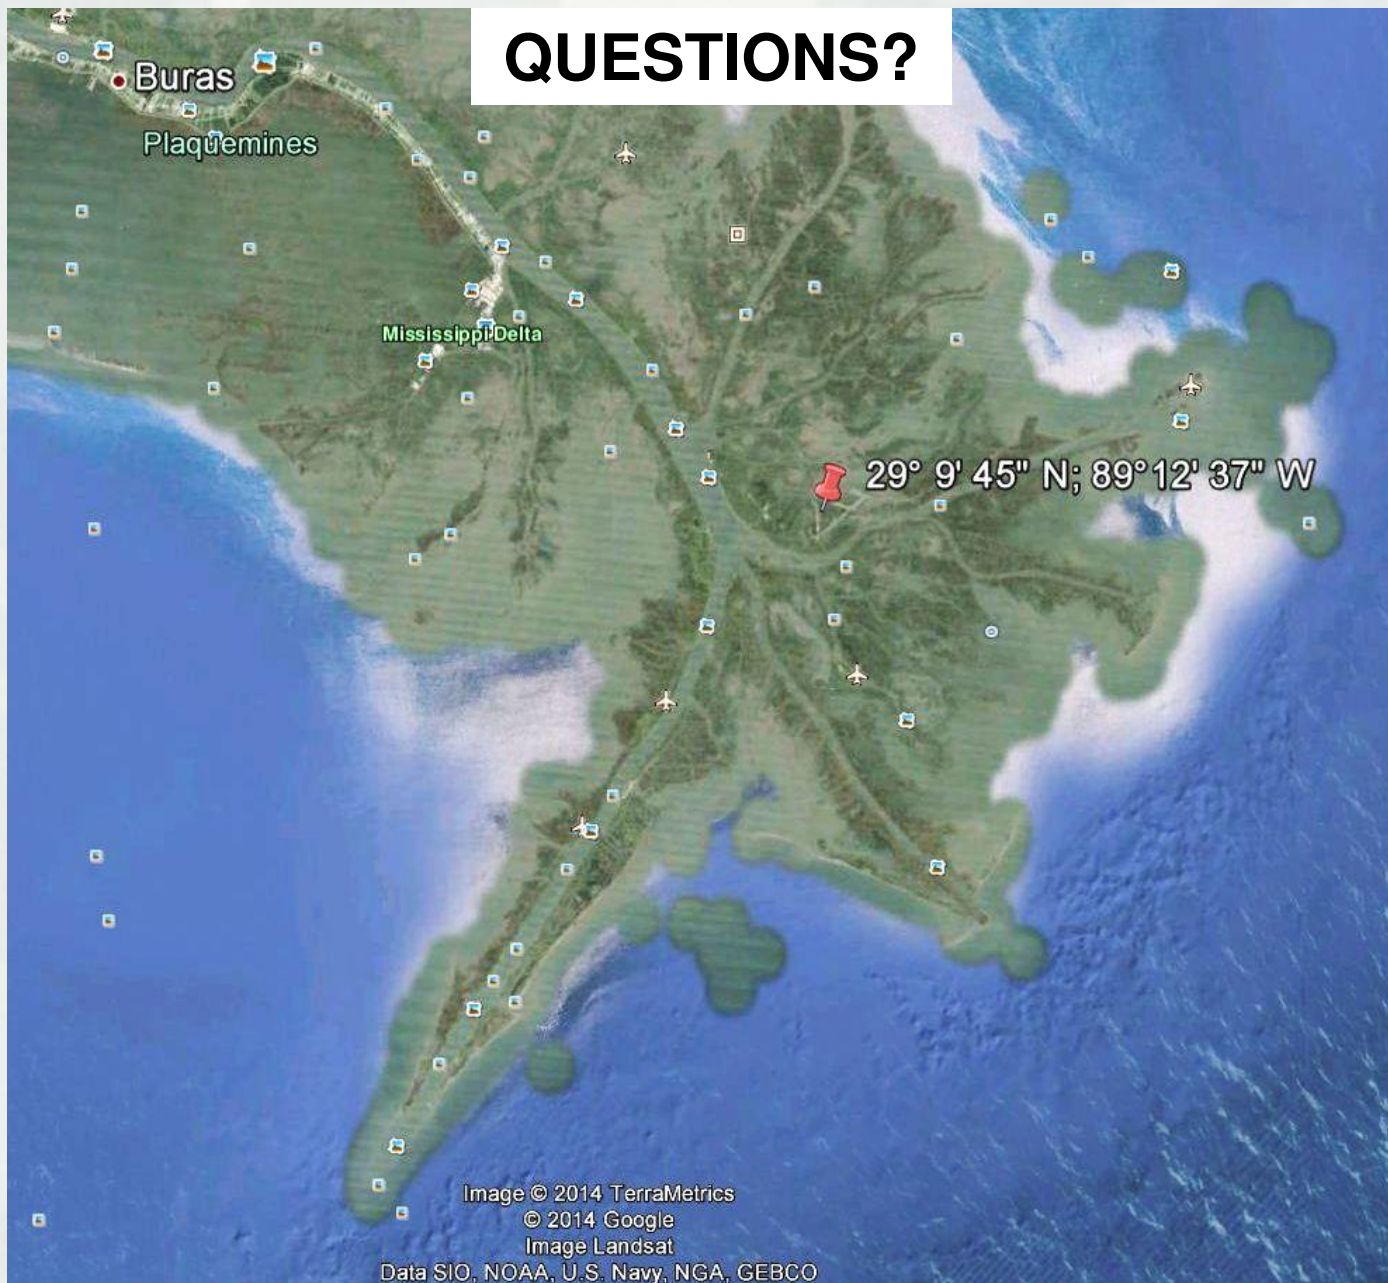 QUESTIONS?
Buras
Plaquemines
Mississippi Delta
29° 9' 45" N; 89°12' 37" W
Image © 2014 TerraMetrics
© 2014 Google
Image Landsat
Data SIO, NOAA, U.S. Navy, NGA, GEBCO